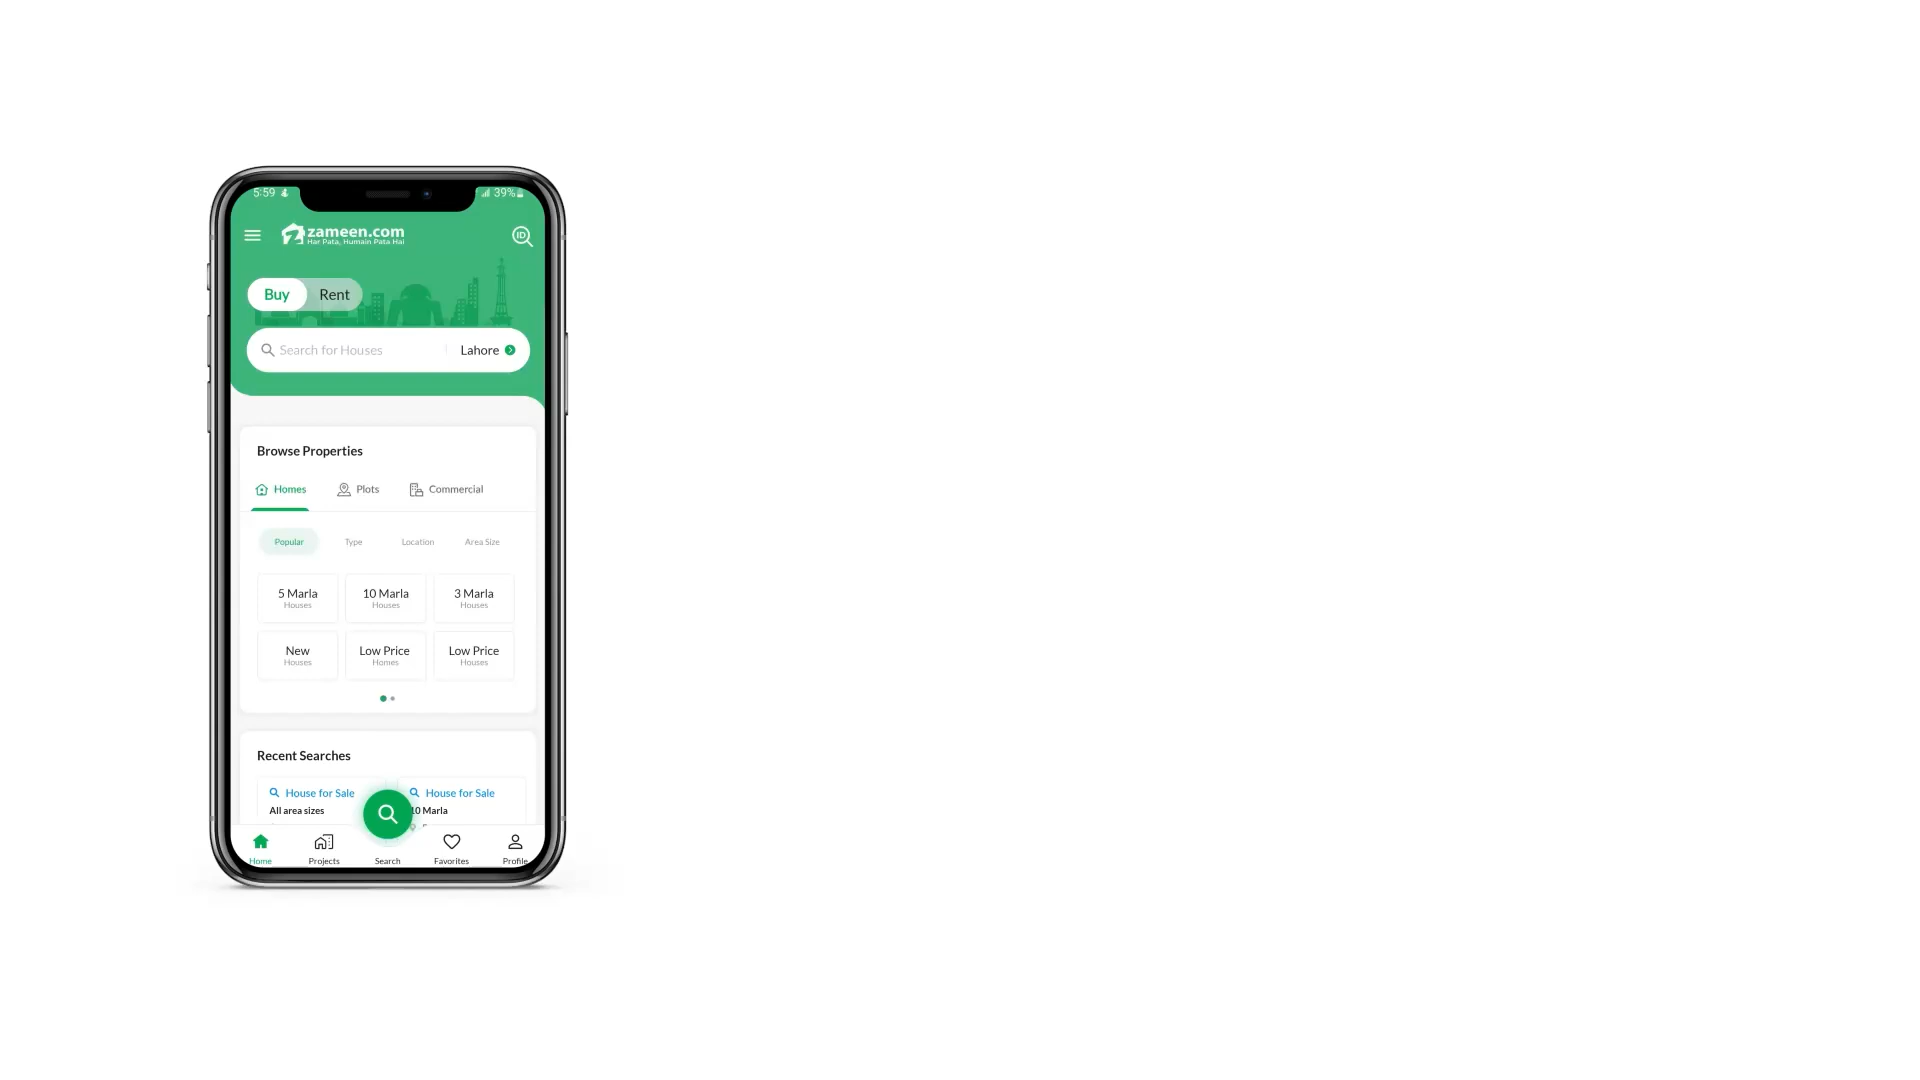 5:59 39%
zameen.com
Har Pata, Humain Pata Hai
ID
Buy Rent
Search for Houses Lahore
Browse Properties
Homes Plots Commercial
Popular Type Location Area Size
5 Marla 10 Marla 3 Marla
Houses Houses Houses
New Low Price Low Price
Houses Homes Houses
Recent Searches
House for Sale House for Sale
All area sizes 10 Marla
Home Projects Search Favorites Profile